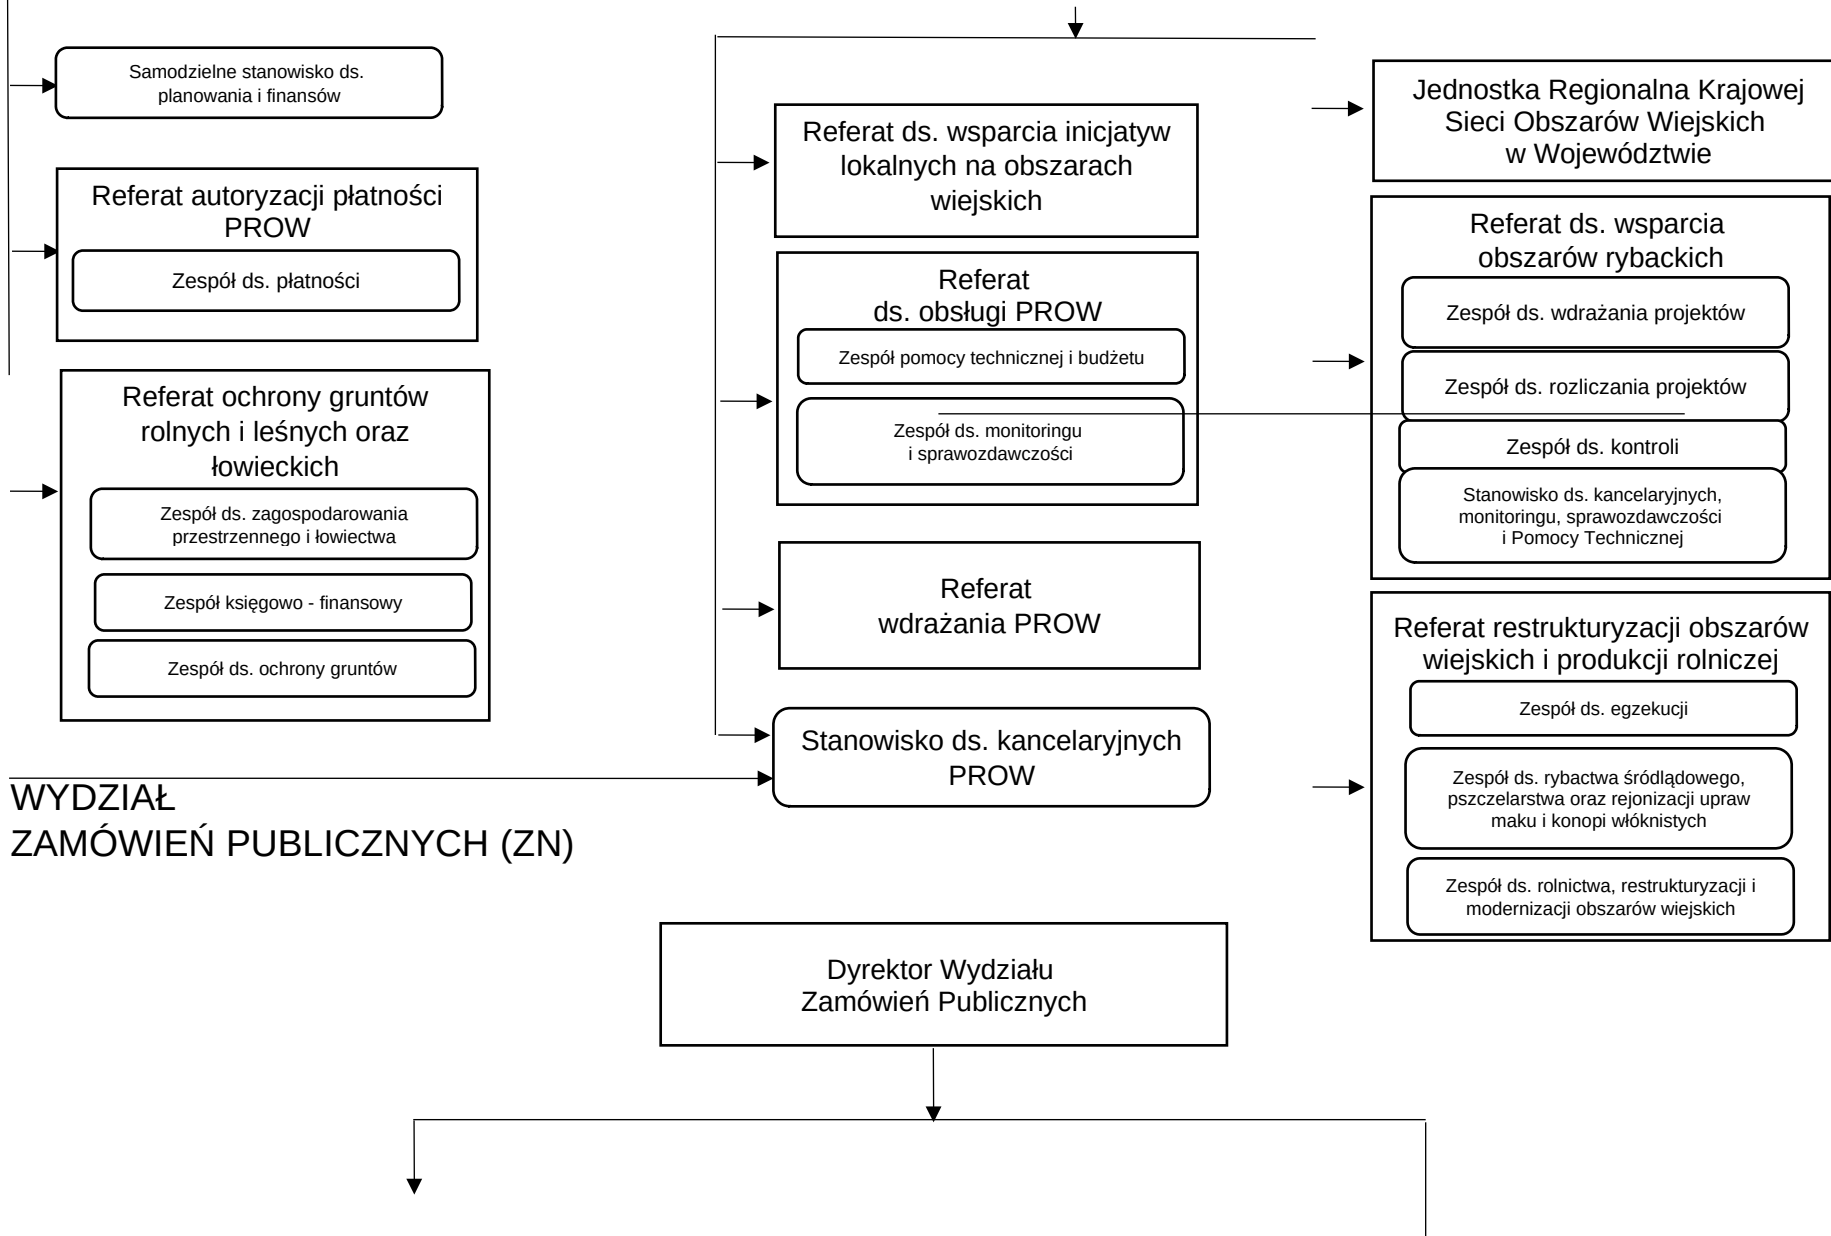 Samodzielne stanowisko ds.
planowania i finansów
Referat autoryzacji płatności
PROW
Zespół ds. płatności
Referat ochrony gruntów
rolnych i leśnych oraz
łowieckich
Zespół ds. zagospodarowania
przestrzennego i łowiectwa
Zespół księgowo - finansowy
Zespół ds. ochrony gruntów
Referat ds. wsparcia inicjatyw
lokalnych na obszarach
wiejskich
Referat
ds. obsługi PROW
Zespół pomocy technicznej i budżetu
Zespół ds. monitoringu
i sprawozdawczości
Referat
wdrażania PROW
Stanowisko ds. kancelaryjnych
PROW
Jednostka Regionalna Krajowej
Sieci Obszarów Wiejskich
w Województwie
Referat ds. wsparcia
obszarów rybackich
Zespół ds. wdrażania projektów
Zespół ds. rozliczania projektów
Zespół ds. kontroli
Stanowisko ds. kancelaryjnych,
monitoringu, sprawozdawczości
i Pomocy Technicznej
Referat restrukturyzacji obszarów
wiejskich i produkcji rolniczej
Zespół ds. egzekucji
Zespół ds. rybactwa śródlądowego,
pszczelarstwa oraz rejonizacji upraw
maku i konopi włóknistych
Zespół ds. rolnictwa, restrukturyzacji i
modernizacji obszarów wiejskich
WYDZIAŁ
ZAMÓWIEŃ PUBLICZNYCH (ZN)
Dyrektor Wydziału
Zamówień Publicznych